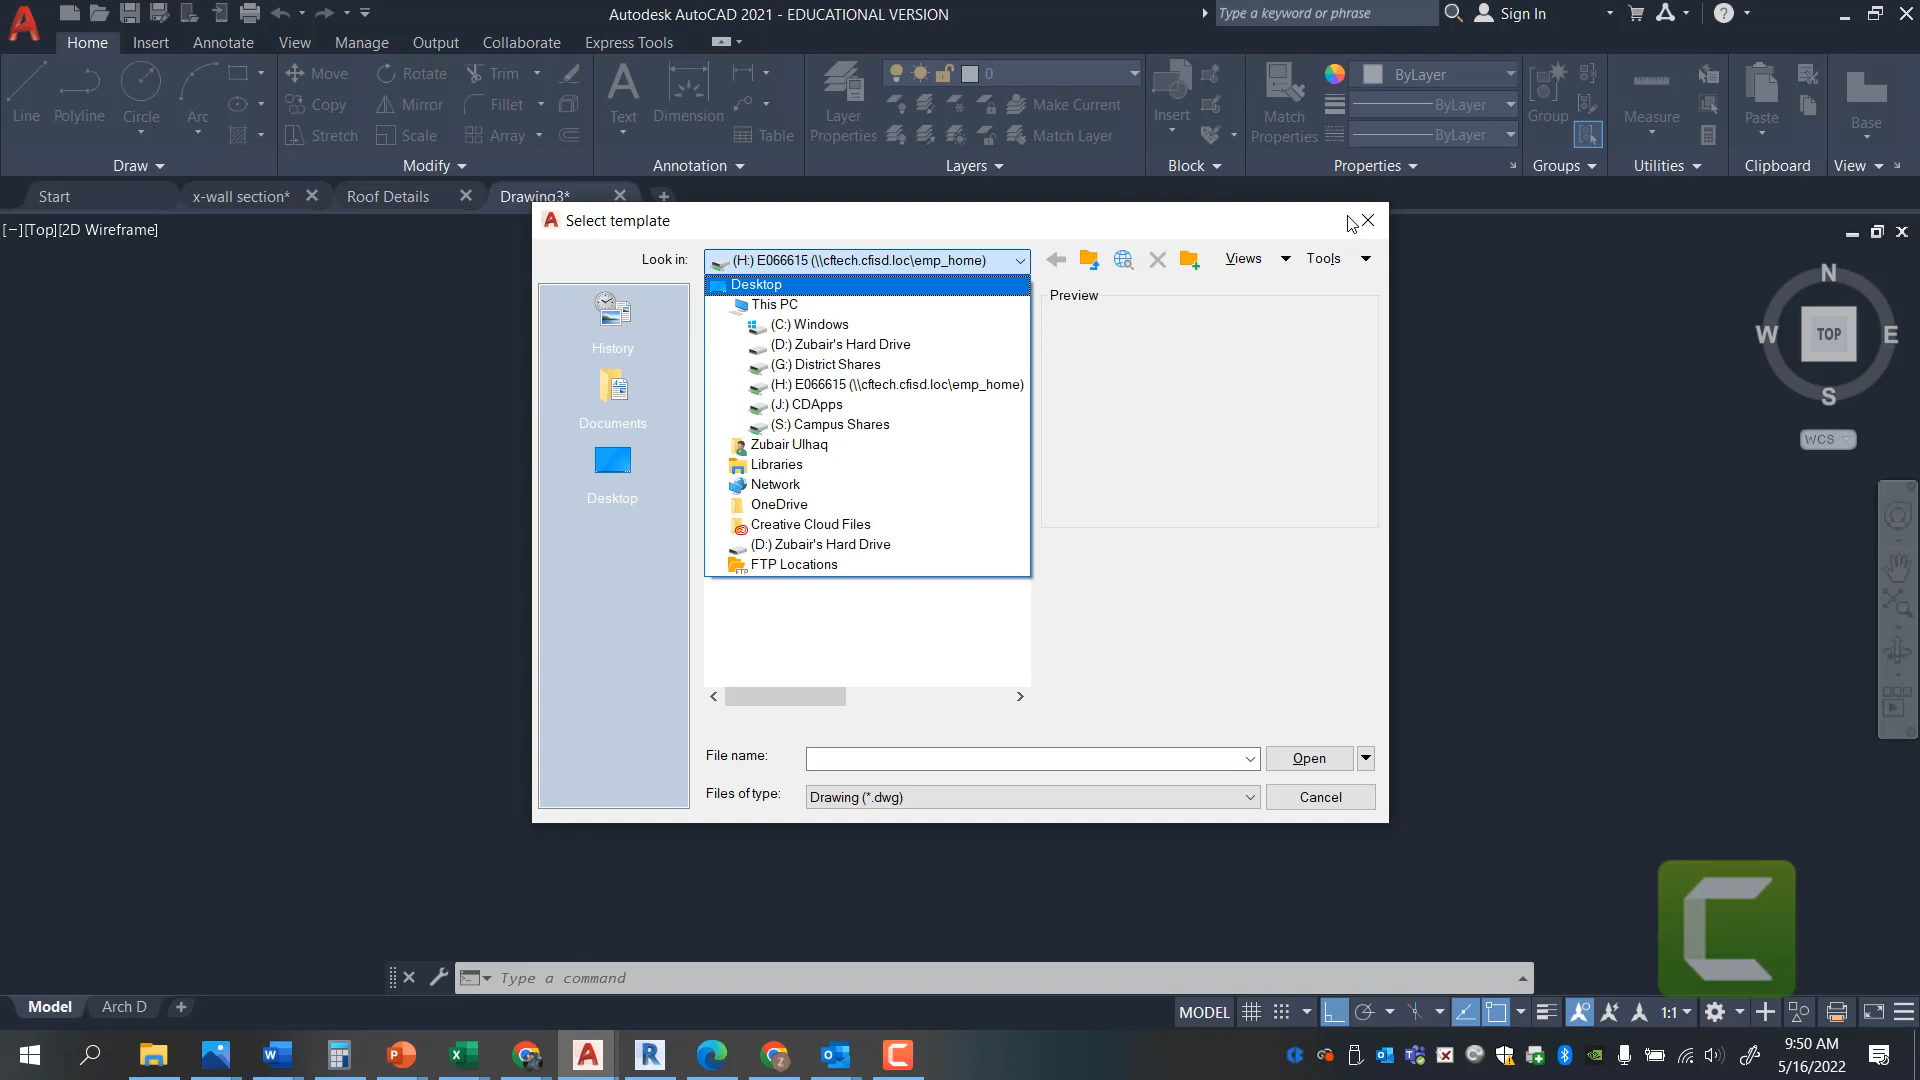 Autodesk AutoCAD 2021 - EDUCATIONAL VERSION
Type a keyword or phrase
Sign In
Home Insert Annotate View Manage Output Collaborate Express Tools
Line Polyline Circle Arc
Move Rotate Trim
Copy Mirror Fillet
Stretch Scale Array
Text Dimension Table
Layer Properties
0
Make Current
Match Layer
Insert
Match Properties
ByLayer
ByLayer
ByLayer
Group
Measure
Paste
Base
Draw Modify Annotation Layers Block Properties Groups Utilities Clipboard View
Start x-wall section* Roof Details Drawing3*
[−][Top][2D Wireframe]
Select template
Look in: (H:) E066615 (\\cftech.cfisd.loc\emp_home)
Views Tools
Desktop
This PC
(C:) Windows
(D:) Zubair's Hard Drive
(G:) District Shares
(H:) E066615 (\\cftech.cfisd.loc\emp_home)
(J:) CDApps
(S:) Campus Shares
Zubair Ulhaq
Libraries
Network
OneDrive
Creative Cloud Files
(D:) Zubair's Hard Drive
FTP Locations
History
Documents
Desktop
Preview
File name:
Open
Files of type: Drawing (*.dwg)
Cancel
N
W TOP E
S
WCS
Type a command
Model Arch D
MODEL
1:1
9:50 AM
5/16/2022